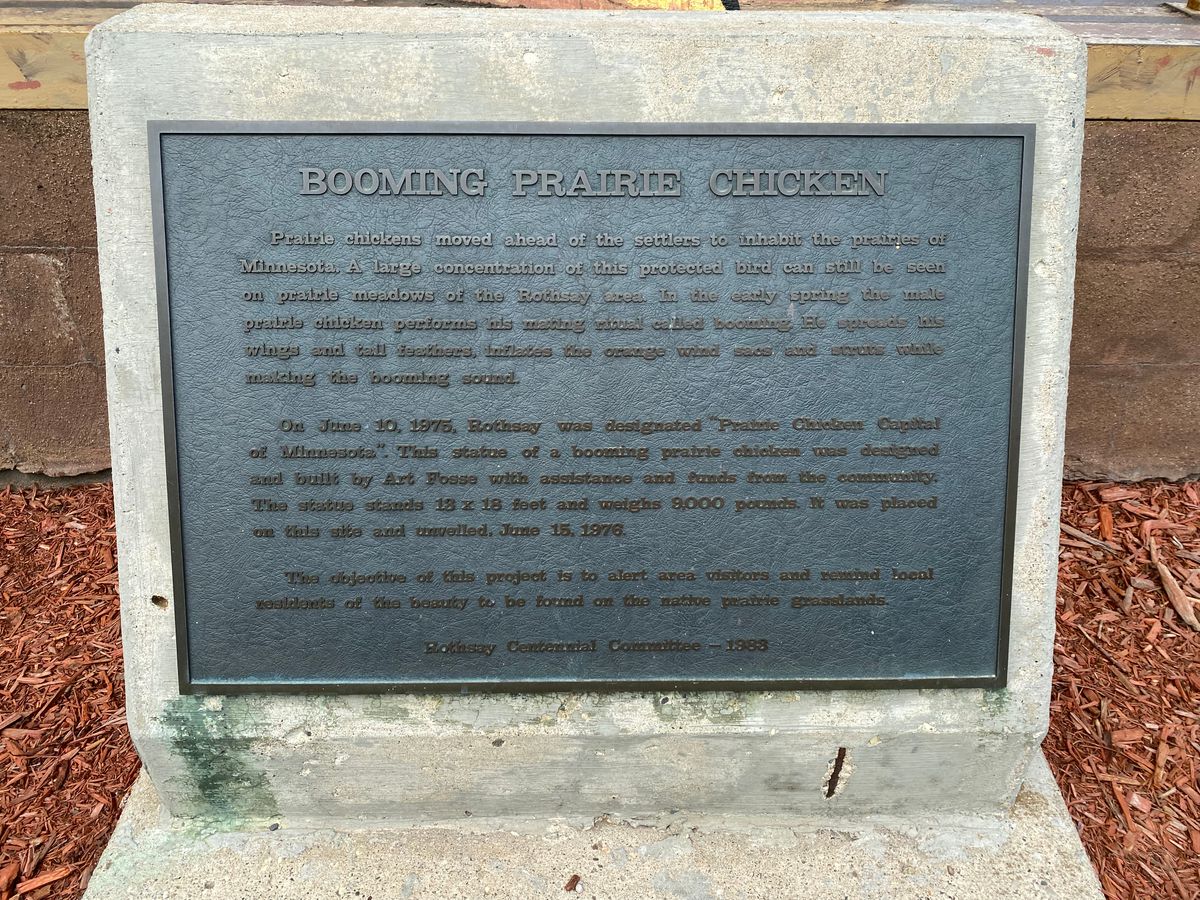 BOOMING PRAIRIE CHICKEN
Prairie chickens moved ahead of the settlers to inhabit the prairies of
Minnesota. A large concentration of this protected bird can still be seen
on prairie meadows of the Rothsay area. In the early spring the male
prairie chicken performs his mating ritual called booming. He spreads his
wings and tail feathers, inflates the orange wind sacs and struts while
making the booming sound.
On June 10, 1975, Rothsay was designated "Prairie Chicken Capital
of Minnesota". This statue of a booming prairie chicken was designed
and built by Art Fosse with assistance and funds from the community.
The statue stands 13 x 18 feet and weighs 9,000 pounds. It was placed
on this site and unveiled, June 15, 1976.
The objective of this project is to alert area visitors and remind local
residents of the beauty to be found on the native prairie grasslands.
Rothsay Centennial Committee – 1983